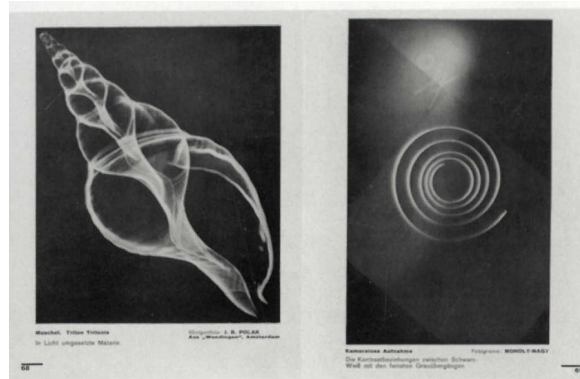 Muschel. Triton Tritonis
Röntgenfoto: J. B. POLAK
Aus „Wendingen", Amsterdam
In Licht umgesetzte Materie.
68
Kameralose Aufnahme
Fotogramm: MOHOLY-NAGY
Die Kontrastbeziehungen zwischen Schwarz-
Weiß mit den feinsten Grauübergängen